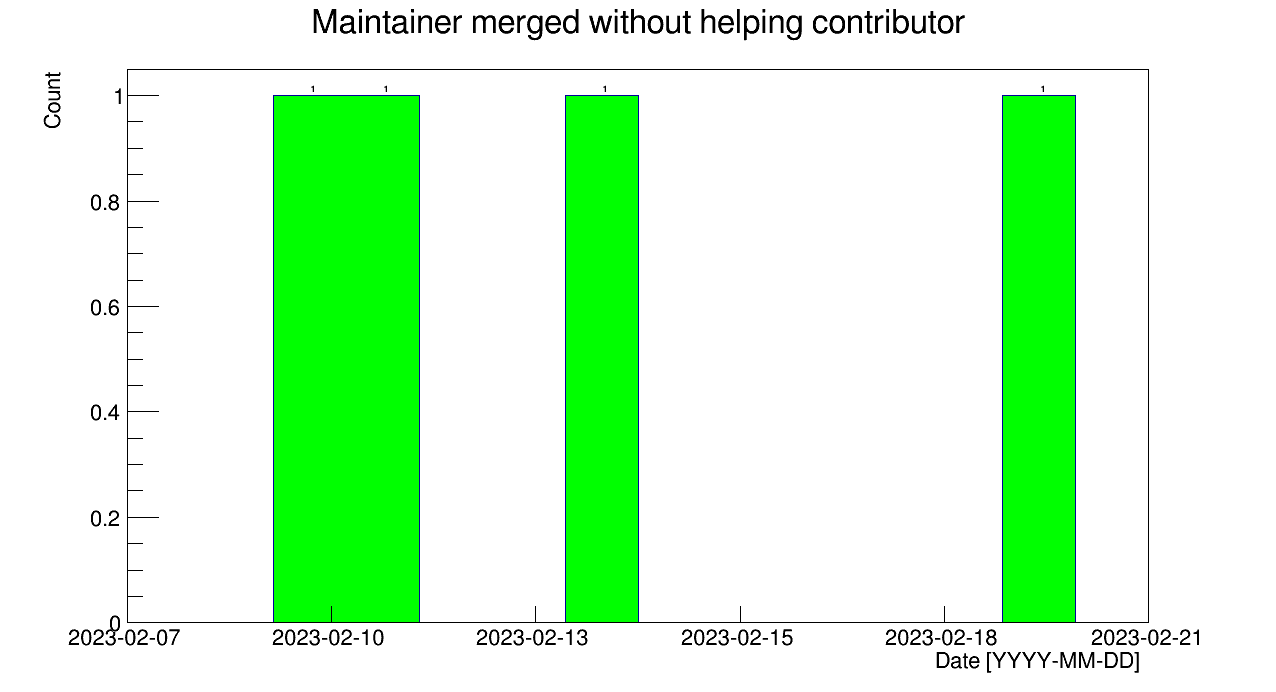 Maintainer merged without helping contributor
Count
1 1 1 1
1
0.8
0.6
0.4
0.2
0
2023-02-07 2023-02-10 2023-02-13 2023-02-15 2023-02-18 2023-02-21
Date [YYYY-MM-DD]